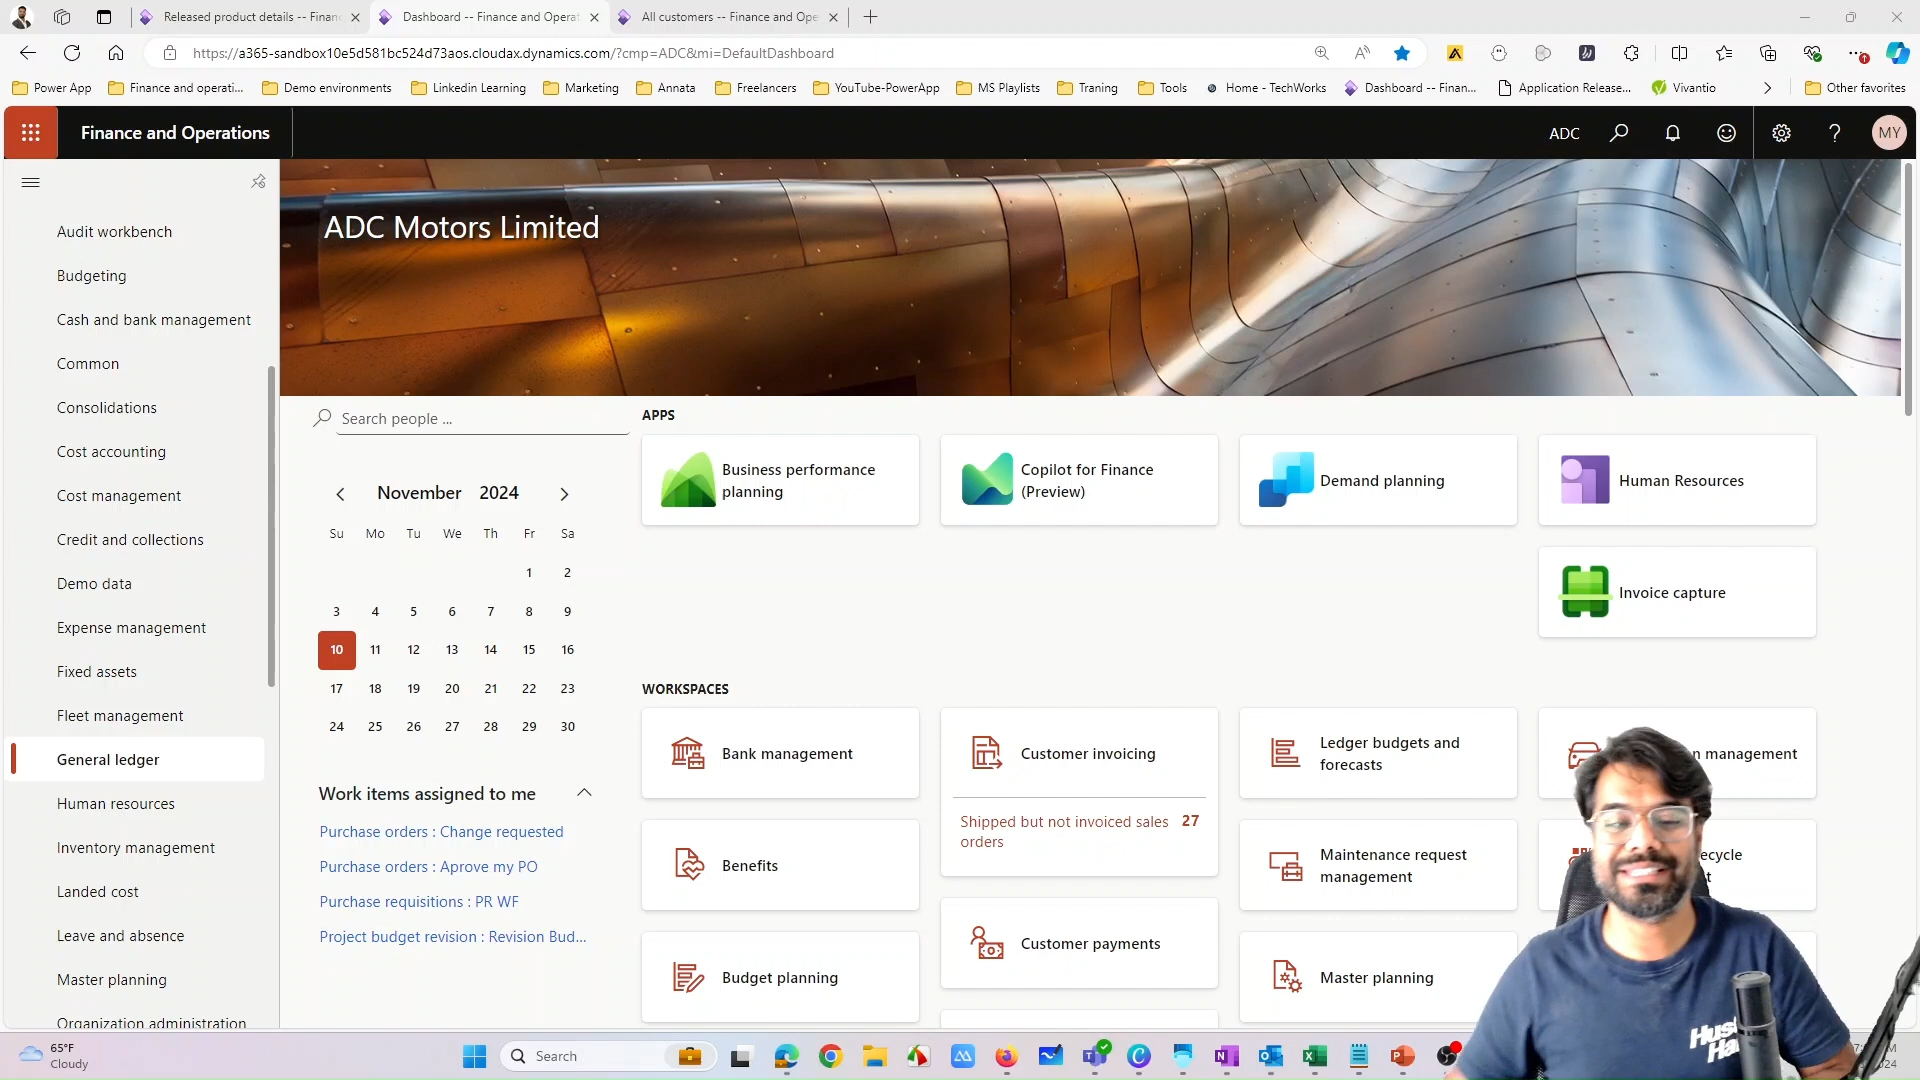 Released product details -- Finan
Dashboard -- Finance and Operat
All customers -- Finance and Ope
https://a365-sandbox10e5d581bc524d73aos.cloudax.dynamics.com/?cmp=ADC&mi=DefaultDashboard
Power App
Finance and operati...
Demo environments
Linkedin Learning
Marketing
Annata
Freelancers
YouTube-PowerApp
MS Playlists
Traning
Tools
Home - TechWorks
Dashboard -- Finan...
Application Release...
Vivantio
Other favorites
Finance and Operations
ADC
MY
Audit workbench
Budgeting
Cash and bank management
Common
Consolidations
Cost accounting
Cost management
Credit and collections
Demo data
Expense management
Fixed assets
Fleet management
General ledger
Human resources
Inventory management
Landed cost
Leave and absence
Master planning
Organization administration
ADC Motors Limited
Search people ...
November 2024
Su Mo Tu We Th Fr Sa
1 2
3 4 5 6 7 8 9
10 11 12 13 14 15 16
17 18 19 20 21 22 23
24 25 26 27 28 29 30
Work items assigned to me
Purchase orders : Change requested
Purchase orders : Aprove my PO
Purchase requisitions : PR WF
Project budget revision : Revision Bud...
APPS
Business performance
planning
Copilot for Finance
(Preview)
Demand planning
Human Resources
Invoice capture
WORKSPACES
Bank management
Customer invoicing
Shipped but not invoiced sales 27
orders
Ledger budgets and
forecasts
n management
Benefits
Maintenance request
management
ecycle
t
Customer payments
Budget planning
Master planning
65°F
Cloudy
Search